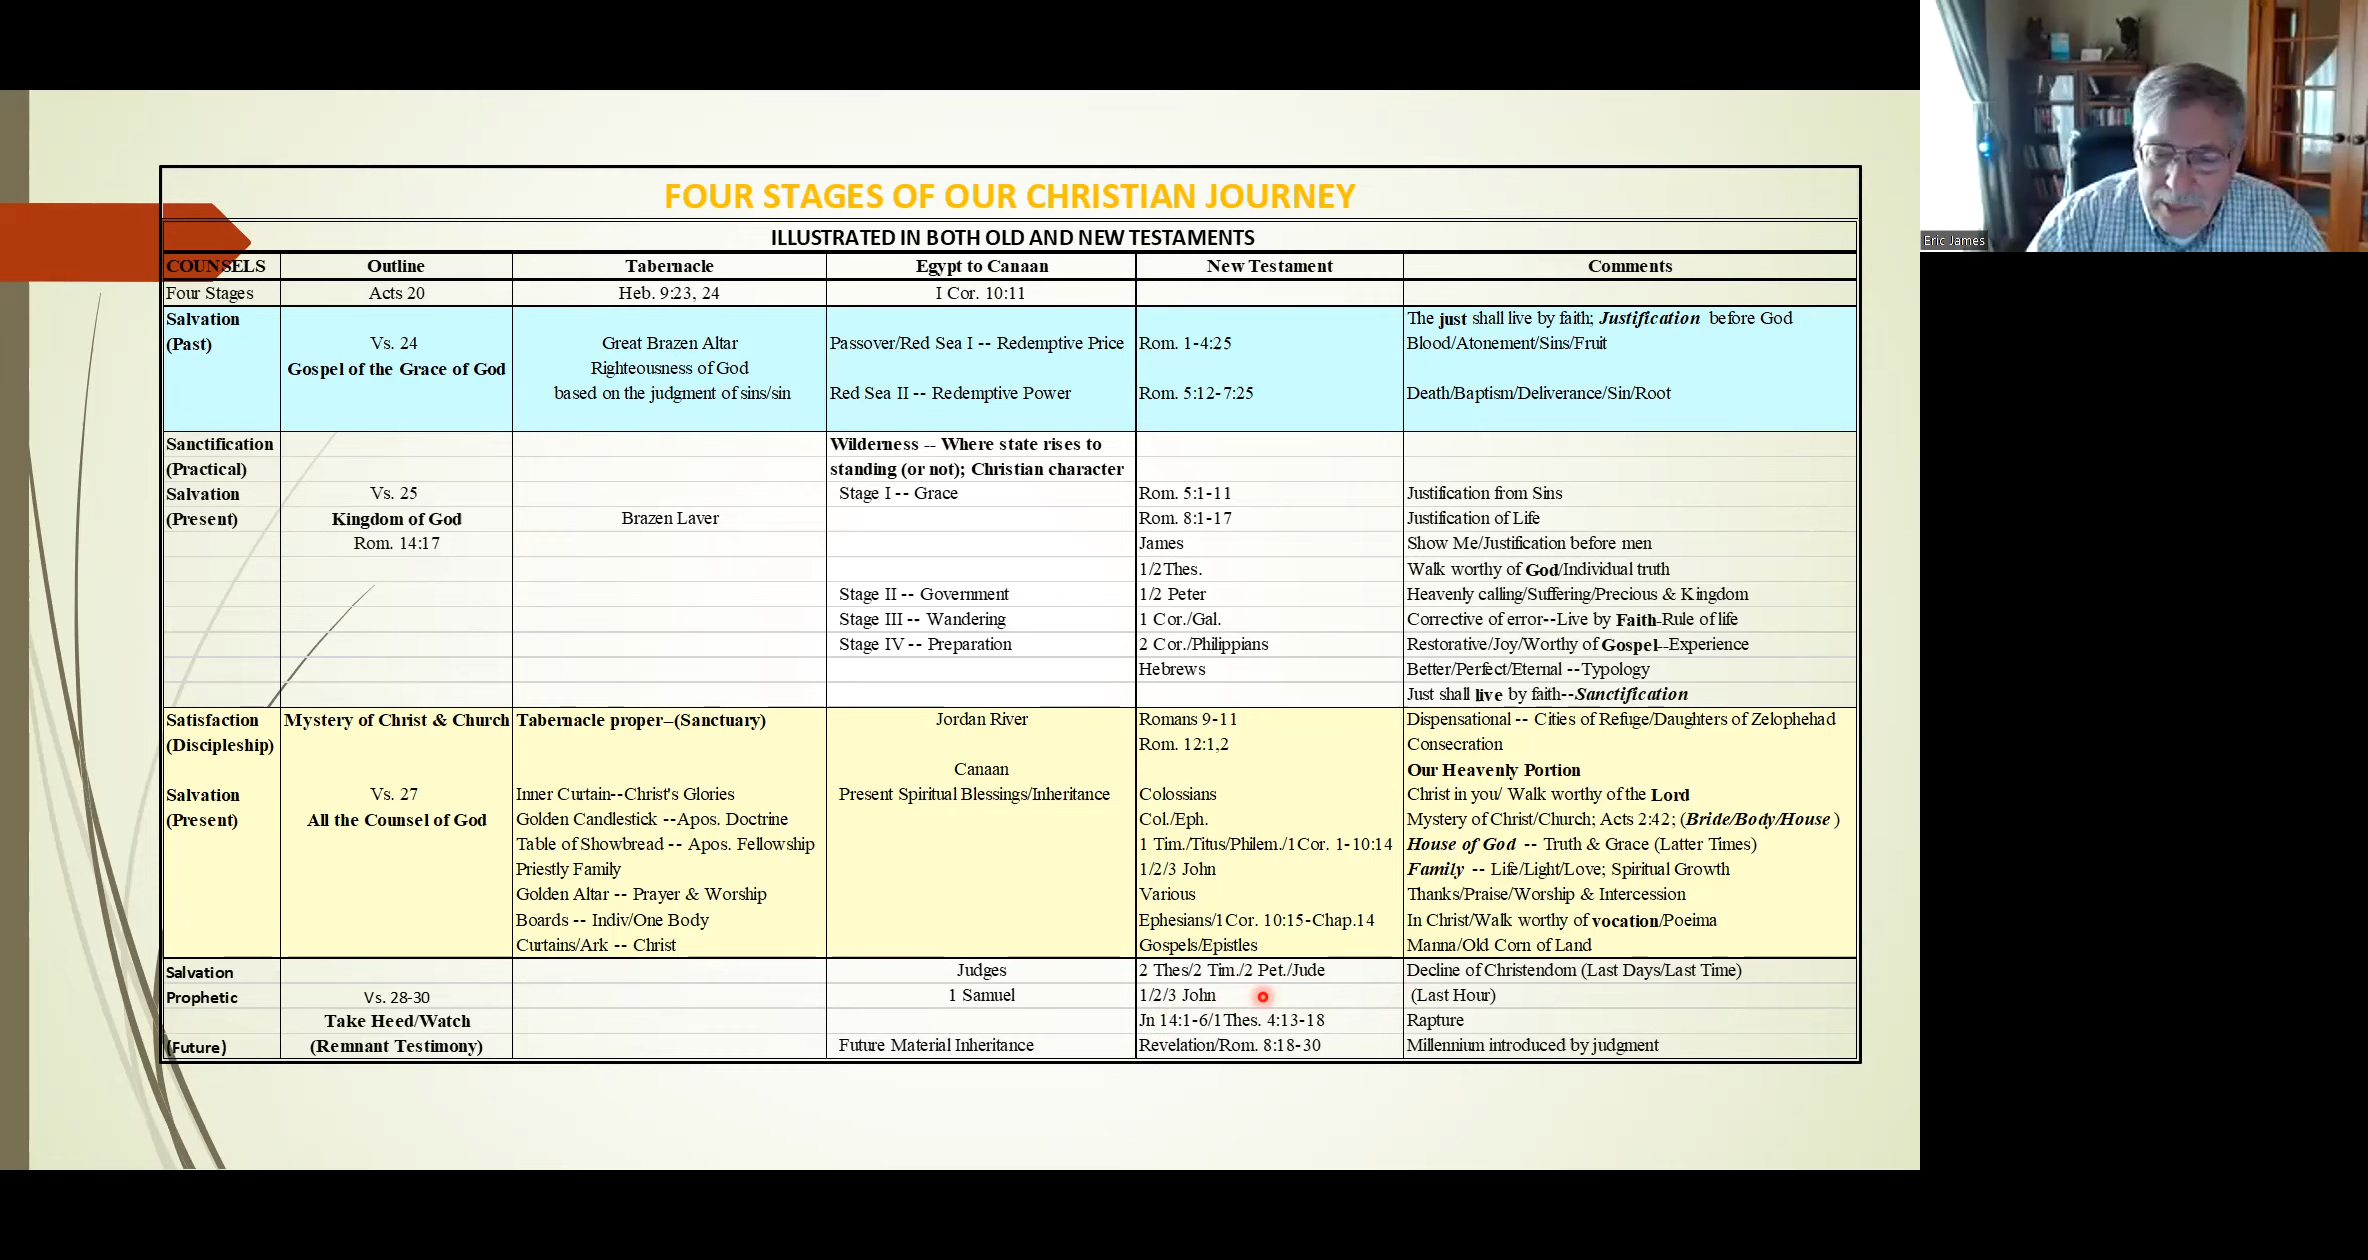 FOUR STAGES OF OUR CHRISTIAN JOURNEY
ILLUSTRATED IN BOTH OLD AND NEW TESTAMENTS
COUNSELS Outline Tabernacle Egypt to Canaan New Testament Comments
Four Stages Acts 20 Heb. 9:23, 24 I Cor. 10:11
Salvation The just shall live by faith; Justification before God
(Past) Vs. 24 Great Brazen Altar Passover/Red Sea I -- Redemptive Price Rom. 1-4:25 Blood/Atonement/Sins/Fruit
Gospel of the Grace of God Righteousness of God
based on the judgment of sins/sin Red Sea II -- Redemptive Power Rom. 5:12-7:25 Death/Baptism/Deliverance/Sin/Root
Sanctification Wilderness -- Where state rises to
(Practical) standing (or not); Christian character
Salvation Vs. 25 Stage I -- Grace Rom. 5:1-11 Justification from Sins
(Present) Kingdom of God Brazen Laver Rom. 8:1-17 Justification of Life
Rom. 14:17 James Show Me/Justification before men
1/2Thes. Walk worthy of God/Individual truth
Stage II -- Government 1/2 Peter Heavenly calling/Suffering/Precious & Kingdom
Stage III -- Wandering 1 Cor./Gal. Corrective of error--Live by Faith-Rule of life
Stage IV -- Preparation 2 Cor./Philippians Restorative/Joy/Worthy of Gospel--Experience
Hebrews Better/Perfect/Eternal --Typology
Just shall live by faith--Sanctification
Satisfaction Mystery of Christ & Church Tabernacle proper--(Sanctuary) Jordan River Romans 9-11 Dispensational -- Cities of Refuge/Daughters of Zelophehad
(Discipleship) Rom. 12:1,2 Consecration
Canaan Our Heavenly Portion
Salvation Vs. 27 Inner Curtain--Christ's Glories Present Spiritual Blessings/Inheritance Colossians Christ in you/ Walk worthy of the Lord
(Present) All the Counsel of God Golden Candlestick --Apos. Doctrine Col./Eph. Mystery of Christ/Church; Acts 2:42; (Bride/Body/House )
Table of Showbread -- Apos. Fellowship 1 Tim./Titus/Philem./1Cor. 1-10:14 House of God -- Truth & Grace (Latter Times)
Priestly Family 1/2/3 John Family -- Life/Light/Love; Spiritual Growth
Golden Altar -- Prayer & Worship Various Thanks/Praise/Worship & Intercession
Boards -- Indiv/One Body Ephesians/1Cor. 10:15-Chap.14 In Christ/Walk worthy of vocation/Poeima
Curtains/Ark -- Christ Gospels/Epistles Manna/Old Corn of Land
Salvation Judges 2 Thes/2 Tim./2 Pet./Jude Decline of Christendom (Last Days/Last Time)
Prophetic Vs. 28-30 1 Samuel 1/2/3 John (Last Hour)
Take Heed/Watch Jn 14:1-6/1Thes. 4:13-18 Rapture
(Future) (Remnant Testimony) Future Material Inheritance Revelation/Rom. 8:18-30 Millennium introduced by judgment
Eric James